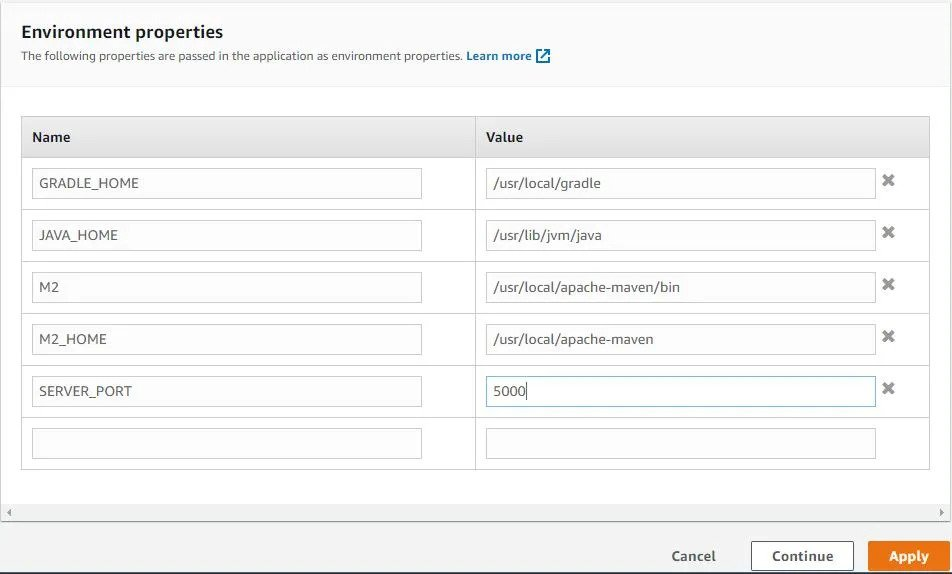 Environment properties
The following properties are passed in the application as environment properties. Learn more
Name Value
GRADLE_HOME /usr/local/gradle
JAVA_HOME /usr/lib/jvm/java
M2 /usr/local/apache-maven/bin
M2_HOME /usr/local/apache-maven
SERVER_PORT 5000
Cancel Continue Apply